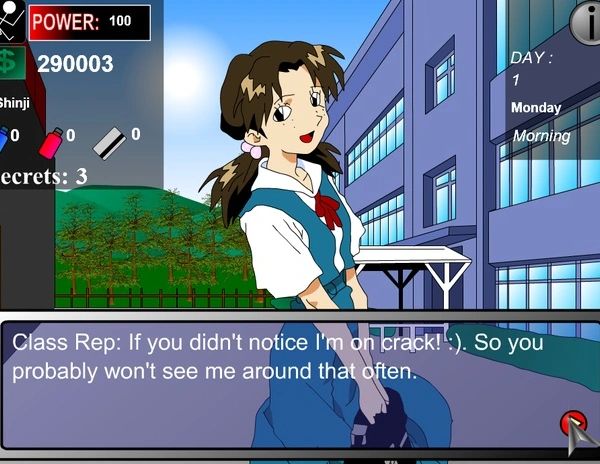 POWER: 100
$ 290003
Shinji
0 0 0
ecrets: 3
i
DAY :
1
Monday
Morning
Class Rep: If you didn't notice I'm on crack! :). So you
probably won't see me around that often.